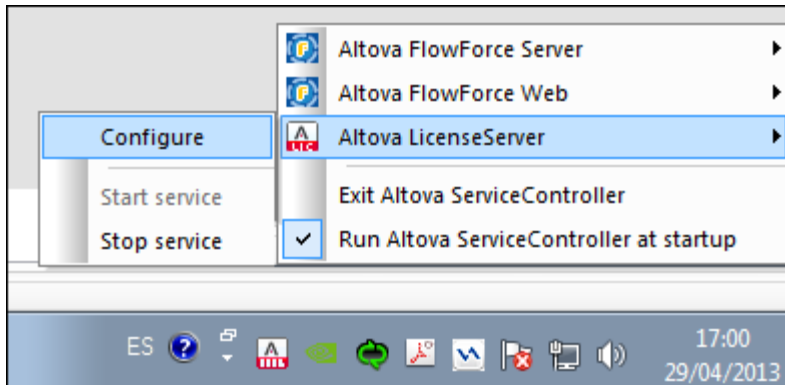 Altova FlowForce Server
Altova FlowForce Web
Configure
Altova LicenseServer
Start service
Exit Altova ServiceController
Stop service
Run Altova ServiceController at startup
ES
17:00
29/04/2013